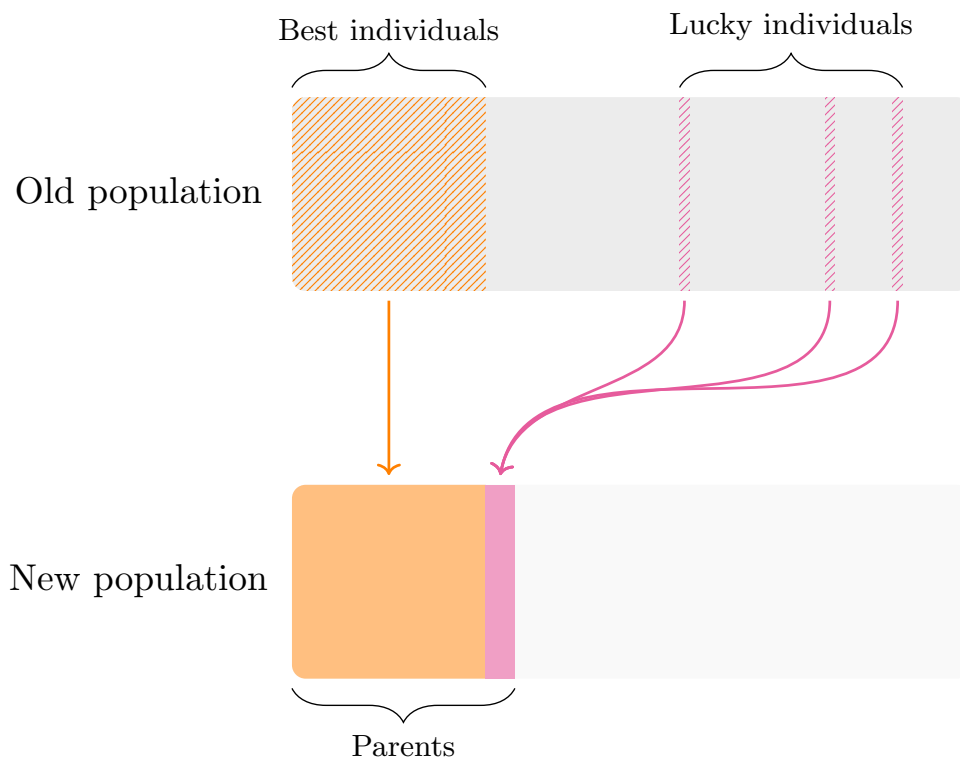 Best individuals
Lucky individuals
Old population
New population
Parents